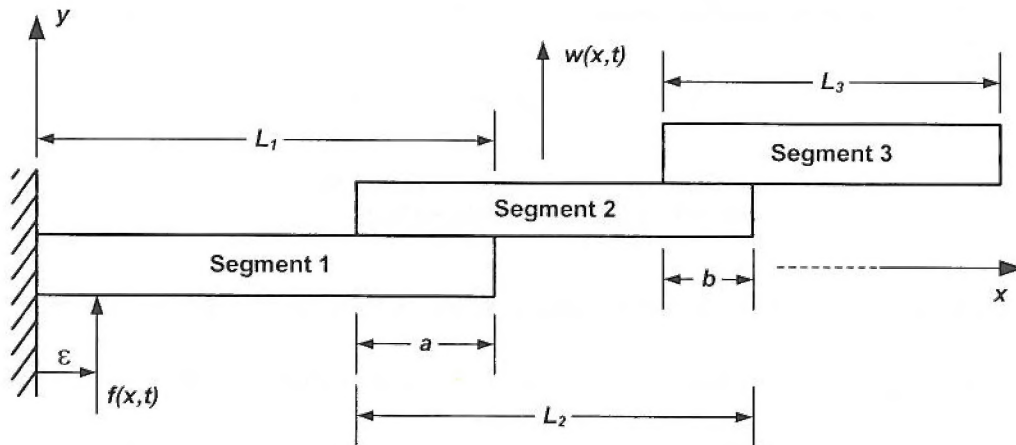 y
w(x,t)
L3
L1
Segment 3
Segment 2
Segment 1
b
x
a
ε
f(x,t)
L2